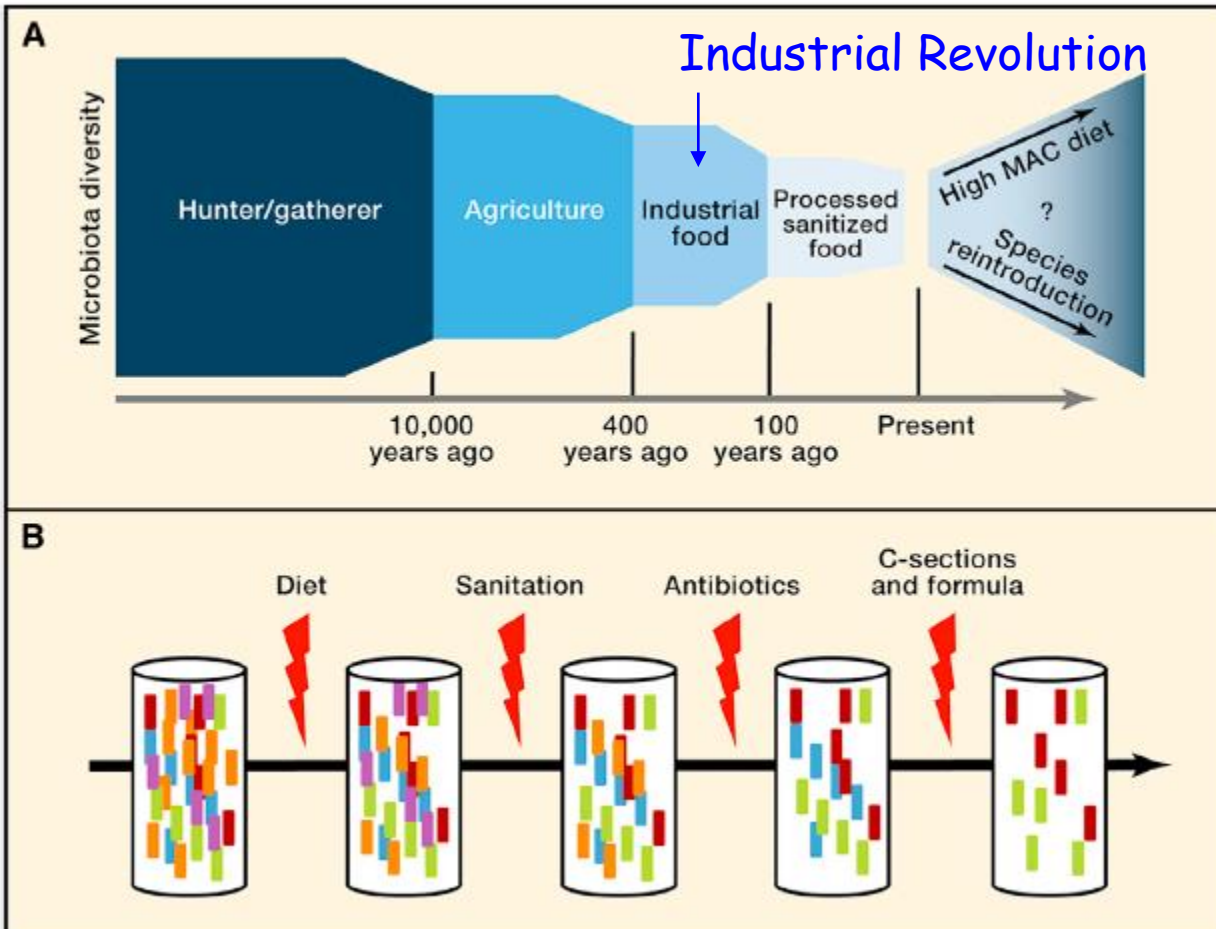 A
Industrial Revolution
Microbiota diversity
Hunter/gatherer
Agriculture
Industrial
food
Processed
sanitized
food
High MAC diet
?
Species
reintroduction
10,000
years ago
400
years ago
100
years ago
Present
B
Diet
Sanitation
Antibiotics
C-sections
and formula